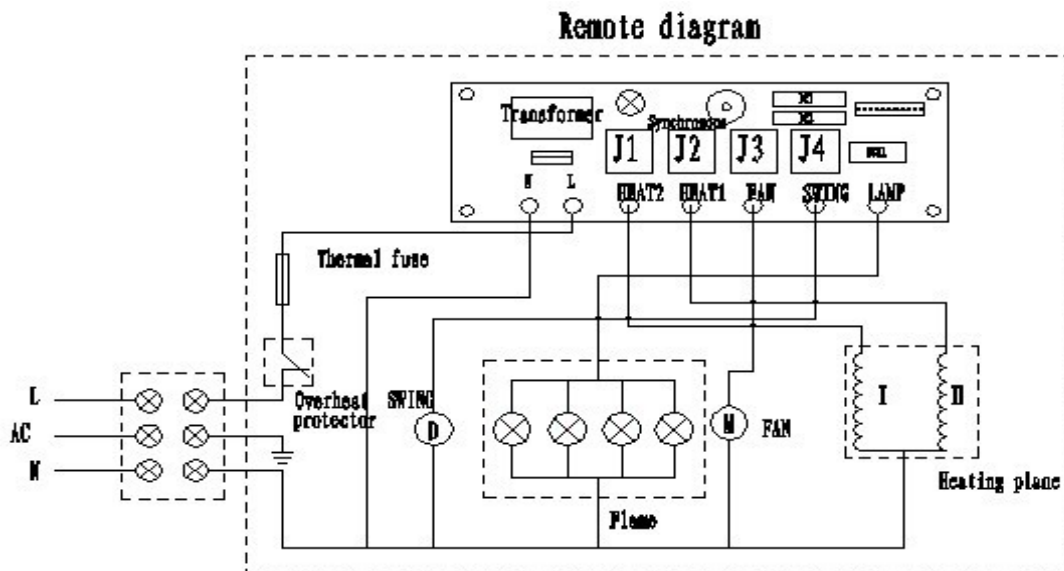 Remote diagram
Transformer
Synchronous
J1 J2 J3 J4
N L HEAT2 HEAT1 FAN SWING LAMP
Thermal fuse
L
Overheat
protector
SWING
I II
AC
D
M
FAN
N
Heating plane
Flame